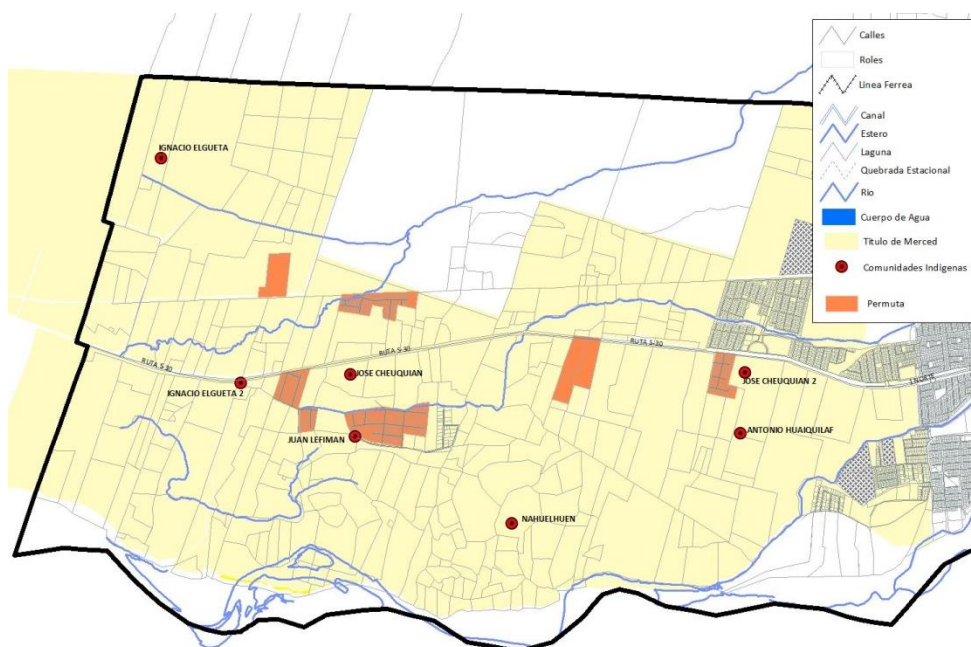 Calles
Roles
Linea Ferrea
Canal
Estero
Laguna
Quebrada Estacional
Rio
Cuerpo de Agua
Titulo de Merced
Comunidades Indigenas
Permuta
IGNACIO ELGUETA
RUTA S-30
RUTA S-30
RUTA S-30
JOSE CHEUQUIAN
JOSE CHEUQUIAN 2
IGNACIO ELGUETA 2
JUAN LEFIMAN
ANTONIO HUAIQUILAF
NAHUELHUEN